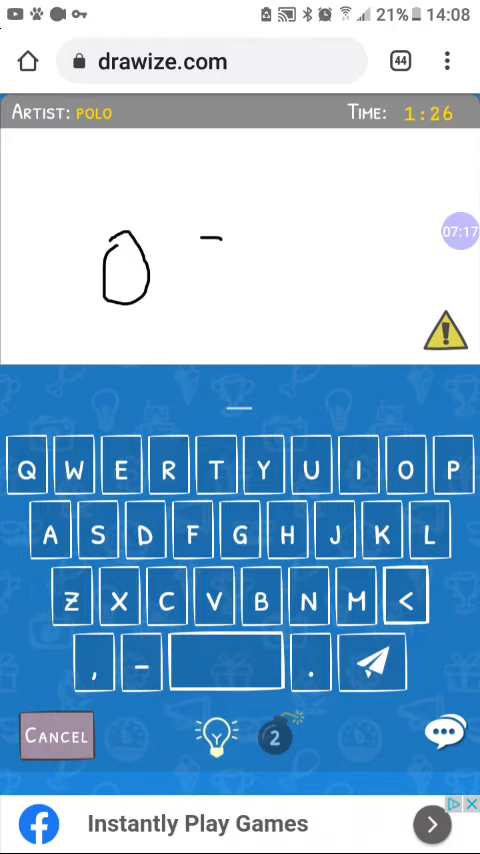 21% 14:08
drawize.com 44
ARTIST: POLO TIME: 1:26
07:17
Q W E R T Y U I O P
A S D F G H J K L
Z X C V B N M <
, - .
CANCEL 2
Instantly Play Games